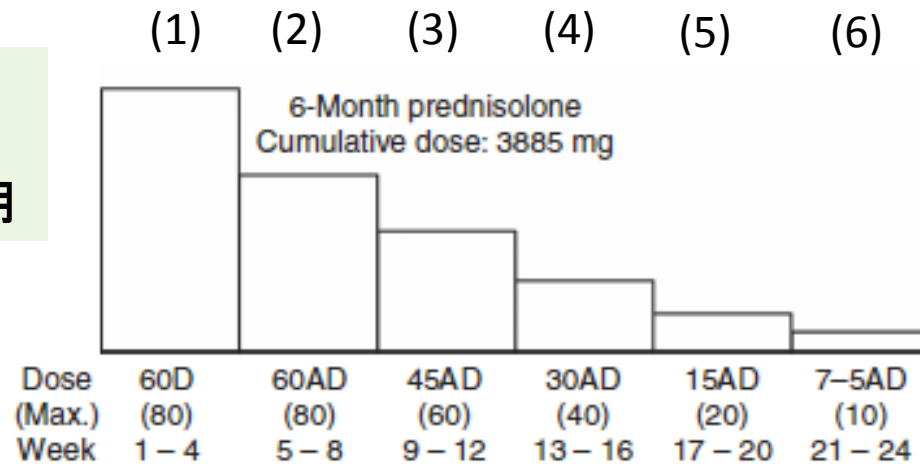 (1) (2) (3) (4) (5) (6)
6-Month prednisolone
Cumulative dose: 3885 mg
Dose 60D 60AD 45AD 30AD 15AD 7–5AD
(Max.) (80) (80) (60) (40) (20) (10)
Week 1 – 4 5 – 8 9 – 12 13 – 16 17 – 20 21 – 24